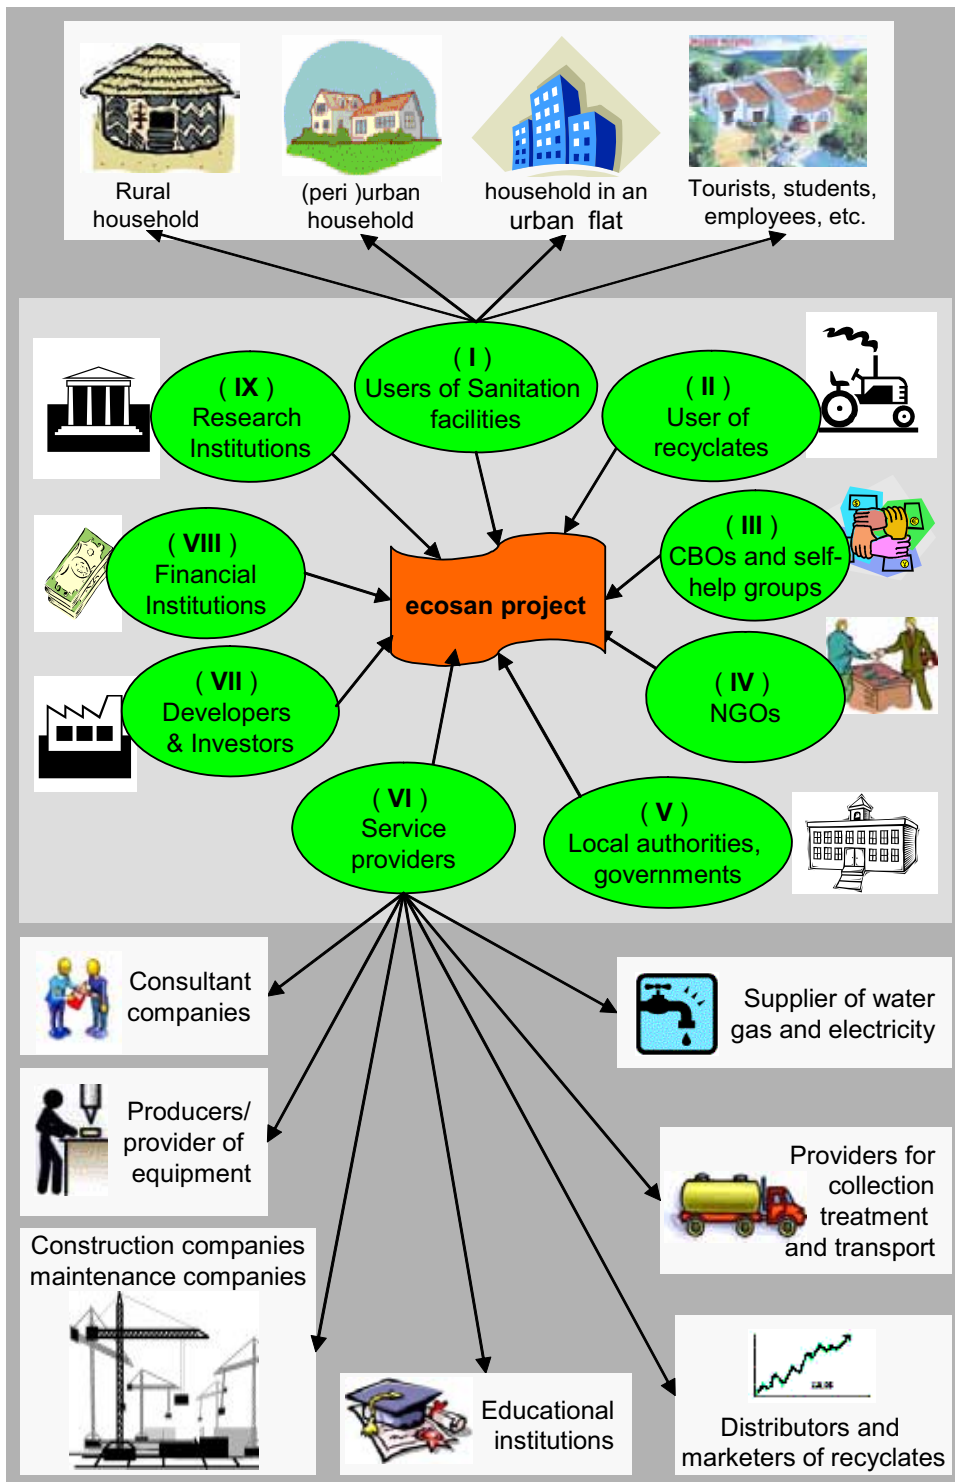 Rural
household
(peri )urban
household
household in an
urban flat
Tourists, students,
employees, etc.
( I )
Users of Sanitation
facilities
( IX )
Research
Institutions
( II )
User of
recyclates
( VIII )
Financial
Institutions
( III )
CBOs and self-
help groups
ecosan project
( VII )
Developers
& Investors
( IV )
NGOs
( VI )
Service
providers
( V )
Local authorities,
governments
Consultant
companies
Supplier of water
gas and electricity
Producers/
provider of
equipment
Providers for
collection
treatment
and transport
Construction companies
maintenance companies
Educational
institutions
Distributors and
marketers of recyclates